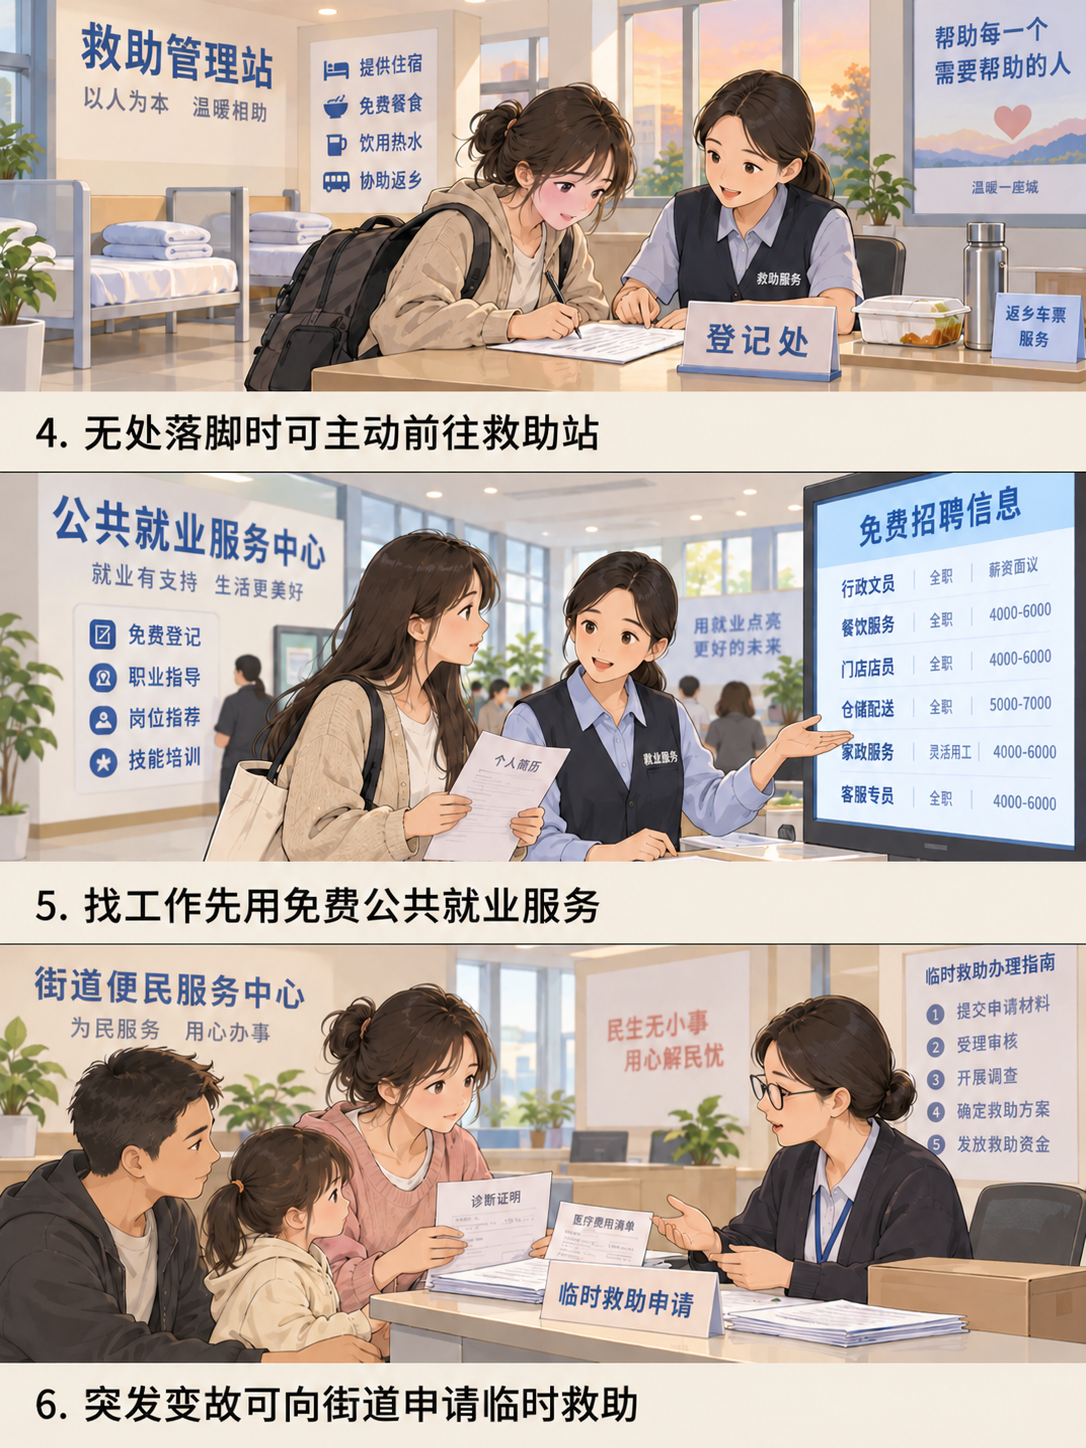 救助管理站
以人为本 温暖相助
提供住宿
免费餐食
饮用热水
协助返乡
帮助每一个
需要帮助的人
温暖一座城
救助服务
登记处
返乡车票
服务
4. 无处落脚时可主动前往救助站
公共就业服务中心
就业有支持 生活更美好
免费登记
职业指导
岗位指荐
技能培训
用就业点亮
更好的未来
个人简历
就业服务
免费招聘信息
行政文员 全职 薪资面议
餐饮服务 全职 4000-6000
门店店员 全职 4000-6000
仓储配送 全职 5000-7000
家政服务 灵活用工 4000-6000
客服专员 全职 4000-6000
5. 找工作先用免费公共就业服务
街道便民服务中心
为民服务 用心办事
民生无小事
用心解民忧
临时救助办理指南
1 提交申请材料
2 受理审核
3 开展调查
4 确定救助方案
5 发放救助资金
诊断证明
医疗费用清单
临时救助申请
6. 突发变故可向街道申请临时救助